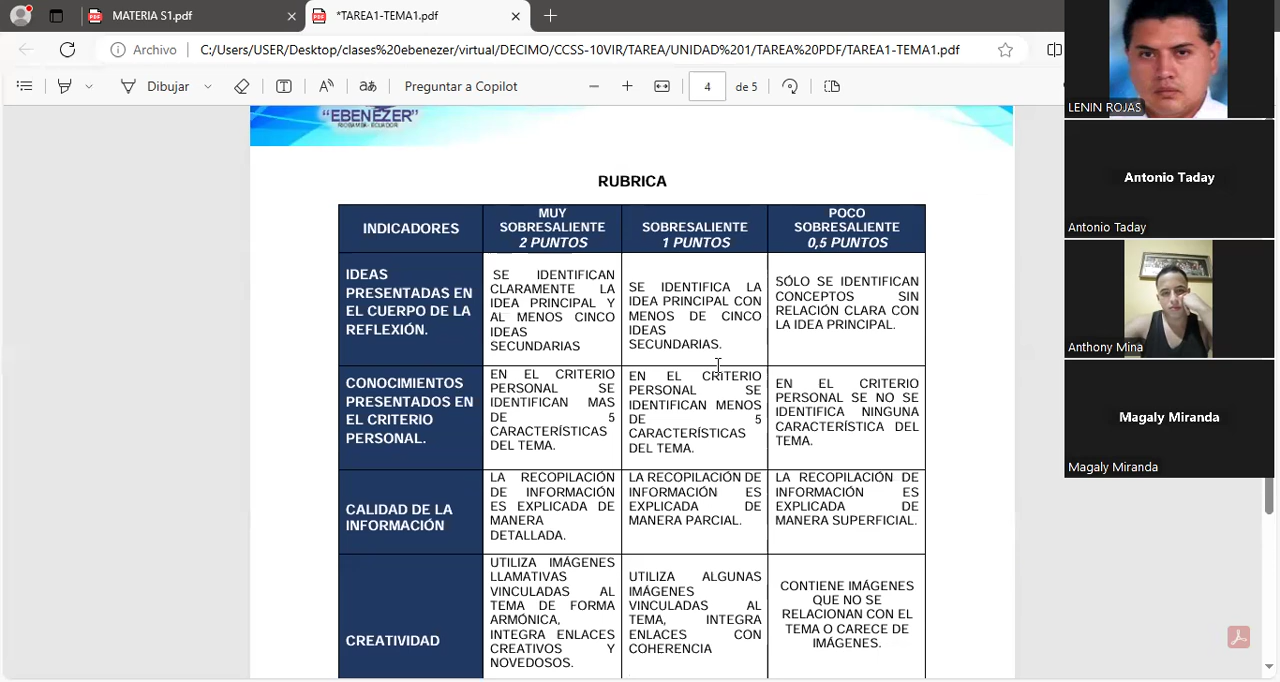 MATERIA S1.pdf
*TAREA1-TEMA1.pdf
Archivo
C:/Users/USER/Desktop/clases%20ebenezer/virtual/DECIMO/CCSS-10VIR/TAREA/UNIDAD%201/TAREA%20PDF/TAREA1-TEMA1.pdf
Dibujar
Preguntar a Copilot
4
de 5
"EBENEZER"
RIOBAMBA - ECUADOR
RUBRICA
INDICADORES
MUY
SOBRESALIENTE
2 PUNTOS
SOBRESALIENTE
1 PUNTOS
POCO
SOBRESALIENTE
0,5 PUNTOS
IDEAS
PRESENTADAS EN
EL CUERPO DE LA
REFLEXIÓN.
SE IDENTIFICAN
CLARAMENTE LA
IDEA PRINCIPAL Y
AL MENOS CINCO
IDEAS
SECUNDARIAS
SE IDENTIFICA LA
IDEA PRINCIPAL CON
MENOS DE CINCO
IDEAS
SECUNDARIAS.
SÓLO SE IDENTIFICAN
CONCEPTOS SIN
RELACIÓN CLARA CON
LA IDEA PRINCIPAL.
CONOCIMIENTOS
PRESENTADOS EN
EL CRITERIO
PERSONAL.
EN EL CRITERIO
PERSONAL SE
IDENTIFICAN MAS
DE 5
CARACTERÍSTICAS
DEL TEMA.
EN EL CRITERIO
PERSONAL SE
IDENTIFICAN MENOS
DE 5
CARACTERÍSTICAS
DEL TEMA.
EN EL CRITERIO
PERSONAL SE NO SE
IDENTIFICA NINGUNA
CARACTERÍSTICA DEL
TEMA.
CALIDAD DE LA
INFORMACIÓN
LA RECOPILACIÓN
DE INFORMACIÓN
ES EXPLICADA DE
MANERA
DETALLADA.
LA RECOPILACIÓN DE
INFORMACIÓN ES
EXPLICADA DE
MANERA PARCIAL.
LA RECOPILACIÓN DE
INFORMACIÓN ES
EXPLICADA DE
MANERA SUPERFICIAL.
CREATIVIDAD
UTILIZA IMÁGENES
LLAMATIVAS
VINCULADAS AL
TEMA DE FORMA
ARMÓNICA,
INTEGRA ENLACES
CREATIVOS Y
NOVEDOSOS.
UTILIZA ALGUNAS
IMÁGENES
VINCULADAS AL
TEMA, INTEGRA
ENLACES CON
COHERENCIA
CONTIENE IMÁGENES
QUE NO SE
RELACIONAN CON EL
TEMA O CARECE DE
IMÁGENES.
LENIN ROJAS
Antonio Taday
Antonio Taday
Anthony Mina
Magaly Miranda
Magaly Miranda